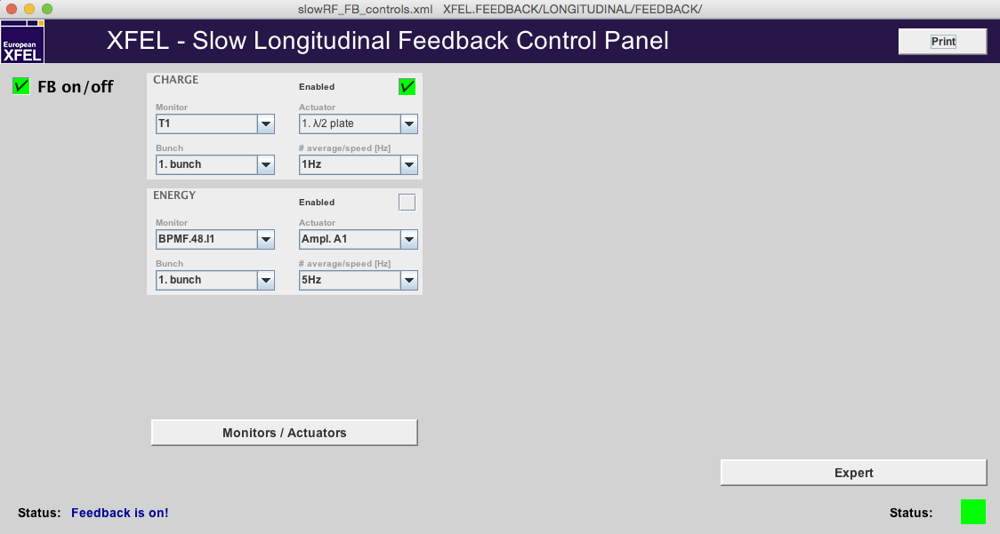 slowRF_FB_controls.xml XFEL.FEEDBACK/LONGITUDINAL/FEEDBACK/
European
XFEL
XFEL - Slow Longitudinal Feedback Control Panel
Print
FB on/off
CHARGE
Enabled
Monitor
Actuator
T1
1. λ/2 plate
Bunch
# average/speed [Hz]
1. bunch
1Hz
ENERGY
Enabled
Monitor
Actuator
BPMF.48.I1
Ampl. A1
Bunch
# average/speed [Hz]
1. bunch
5Hz
Monitors / Actuators
Expert
Status: Feedback is on!
Status: